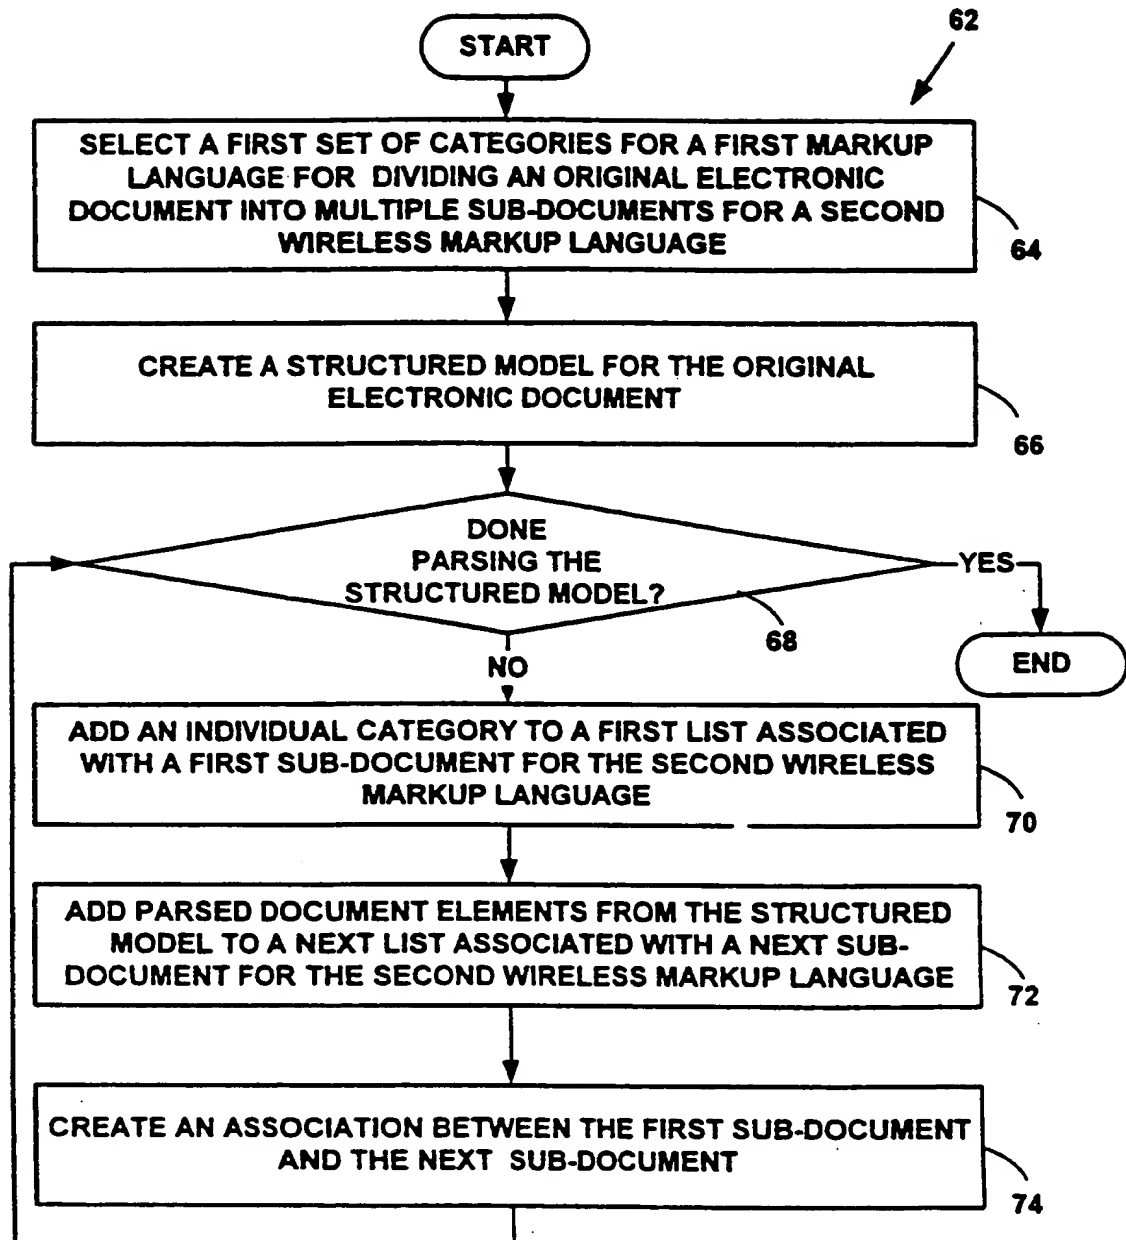 62
START
SELECT A FIRST SET OF CATEGORIES FOR A FIRST MARKUP
LANGUAGE FOR DIVIDING AN ORIGINAL ELECTRONIC
DOCUMENT INTO MULTIPLE SUB-DOCUMENTS FOR A SECOND
WIRELESS MARKUP LANGUAGE
64
CREATE A STRUCTURED MODEL FOR THE ORIGINAL
ELECTRONIC DOCUMENT
66
DONE
PARSING THE
STRUCTURED MODEL?
YES
68
END
NO
ADD AN INDIVIDUAL CATEGORY TO A FIRST LIST ASSOCIATED
WITH A FIRST SUB-DOCUMENT FOR THE SECOND WIRELESS
MARKUP LANGUAGE
70
ADD PARSED DOCUMENT ELEMENTS FROM THE STRUCTURED
MODEL TO A NEXT LIST ASSOCIATED WITH A NEXT SUB-
DOCUMENT FOR THE SECOND WIRELESS MARKUP LANGUAGE
72
CREATE AN ASSOCIATION BETWEEN THE FIRST SUB-DOCUMENT
AND THE NEXT SUB-DOCUMENT
74